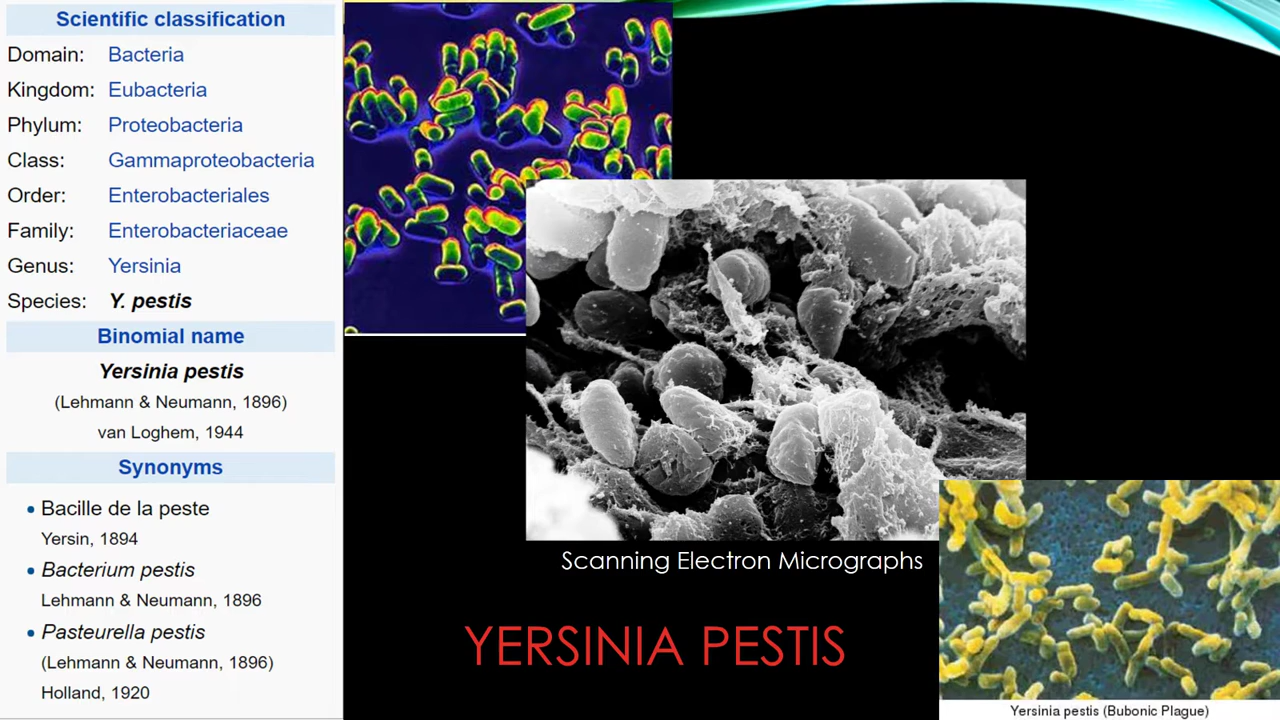 Scientific classification
Domain: Bacteria
Kingdom: Eubacteria
Phylum: Proteobacteria
Class: Gammaproteobacteria
Order: Enterobacteriales
Family: Enterobacteriaceae
Genus: Yersinia
Species: Y. pestis
Binomial name
Yersinia pestis
(Lehmann & Neumann, 1896)
van Loghem, 1944
Synonyms
• Bacille de la peste
Yersin, 1894
• Bacterium pestis
Lehmann & Neumann, 1896
• Pasteurella pestis
(Lehmann & Neumann, 1896)
Holland, 1920
Scanning Electron Micrographs
YERSINIA PESTIS
Yersinia pestis (Bubonic Plague)